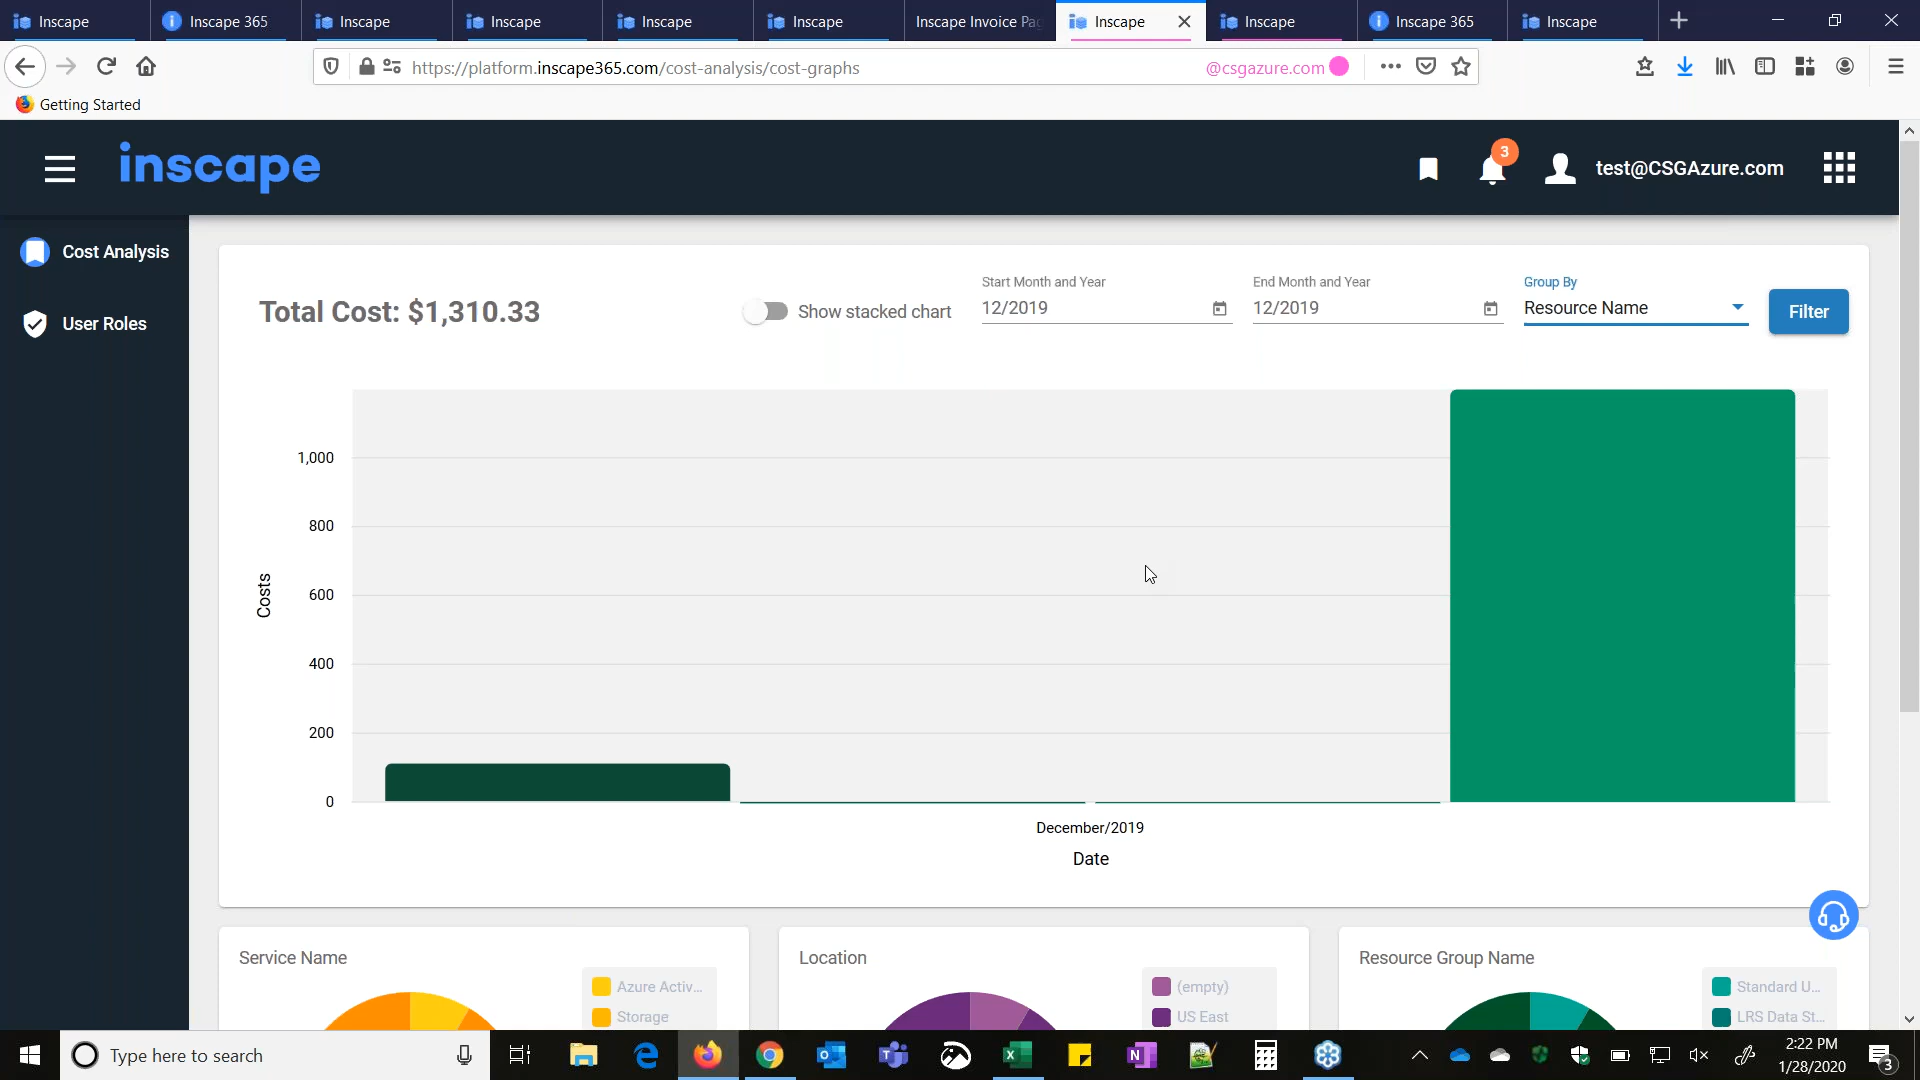 Inscape
Inscape 365
Inscape
Inscape
Inscape
Inscape
Inscape Invoice Pa
Inscape
Inscape
Inscape 365
Inscape
https://platform.inscape365.com/cost-analysis/cost-graphs
@csgazure.com
Getting Started
inscape
3
test@CSGAzure.com
Cost Analysis
User Roles
Total Cost: $1,310.33
Show stacked chart
Start Month and Year
12/2019
End Month and Year
12/2019
Group By
Resource Name
Filter
1,000
800
600
400
200
0
Costs
December/2019
Date
Service Name
Azure Activ...
Storage
Location
(empty)
US East
Resource Group Name
Standard U...
LRS Data St...
Type here to search
2:22 PM
1/28/2020
3